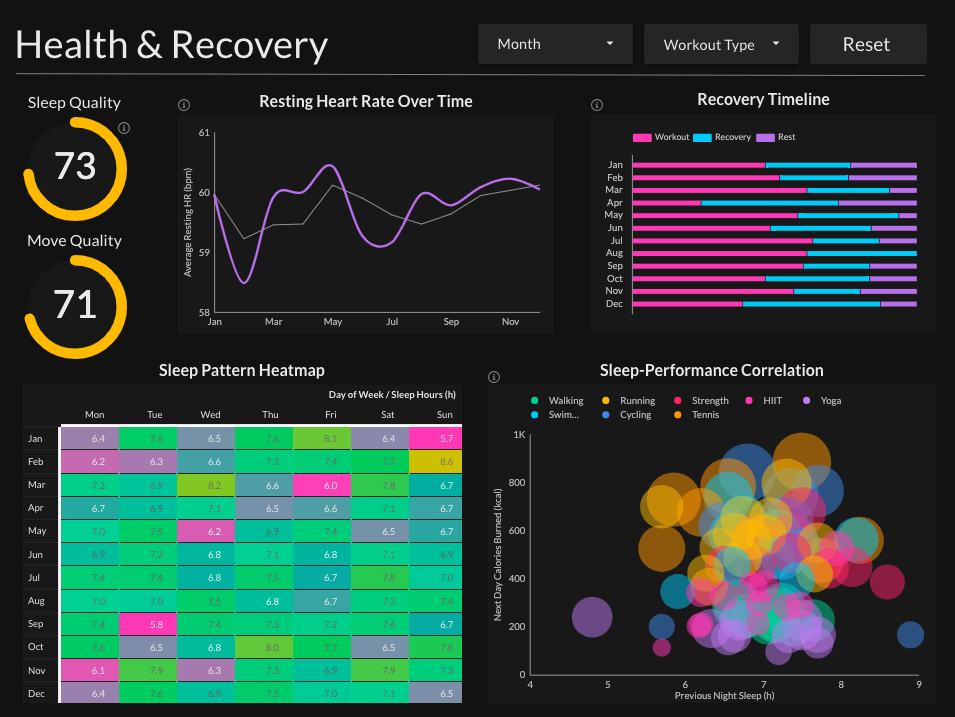 Health & Recovery
Month
Workout Type
Reset
Sleep Quality
73
Move Quality
71
Resting Heart Rate Over Time
Average Resting HR (bpm)
61
60
59
58
Jan Mar May Jul Sep Nov
Recovery Timeline
Workout Recovery Rest
Jan
Feb
Mar
Apr
May
Jun
Jul
Aug
Sep
Oct
Nov
Dec
Sleep Pattern Heatmap
Day of Week / Sleep Hours (h)
Mon Tue Wed Thu Fri Sat Sun
Jan 6.4 7.6 6.5 7.6 8.1 6.4 5.7
Feb 6.2 6.3 6.6 7.3 7.4 7.7 8.6
Mar 7.2 6.9 8.2 6.6 6.0 7.8 6.7
Apr 6.7 6.9 7.1 6.5 6.6 7.1 6.7
May 7.0 7.5 6.2 6.9 7.4 6.5 6.7
Jun 6.9 7.3 6.8 7.1 6.8 7.1 6.9
Jul 7.4 7.4 6.8 7.5 6.7 7.8 7.0
Aug 7.0 7.0 7.5 6.8 6.7 7.3 7.4
Sep 7.4 5.8 7.4 7.3 7.2 7.4 6.7
Oct 7.6 6.5 6.8 8.0 7.7 6.5 7.8
Nov 6.1 7.9 6.3 7.3 6.9 7.9 7.3
Dec 6.4 7.6 6.9 7.5 7.0 7.1 6.5
Sleep-Performance Correlation
Walking Running Strength HIIT Yoga
Swim... Cycling Tennis
Next Day Calories Burned (kcal)
1K
800
600
400
200
0
4 5 6 7 8 9
Previous Night Sleep (h)